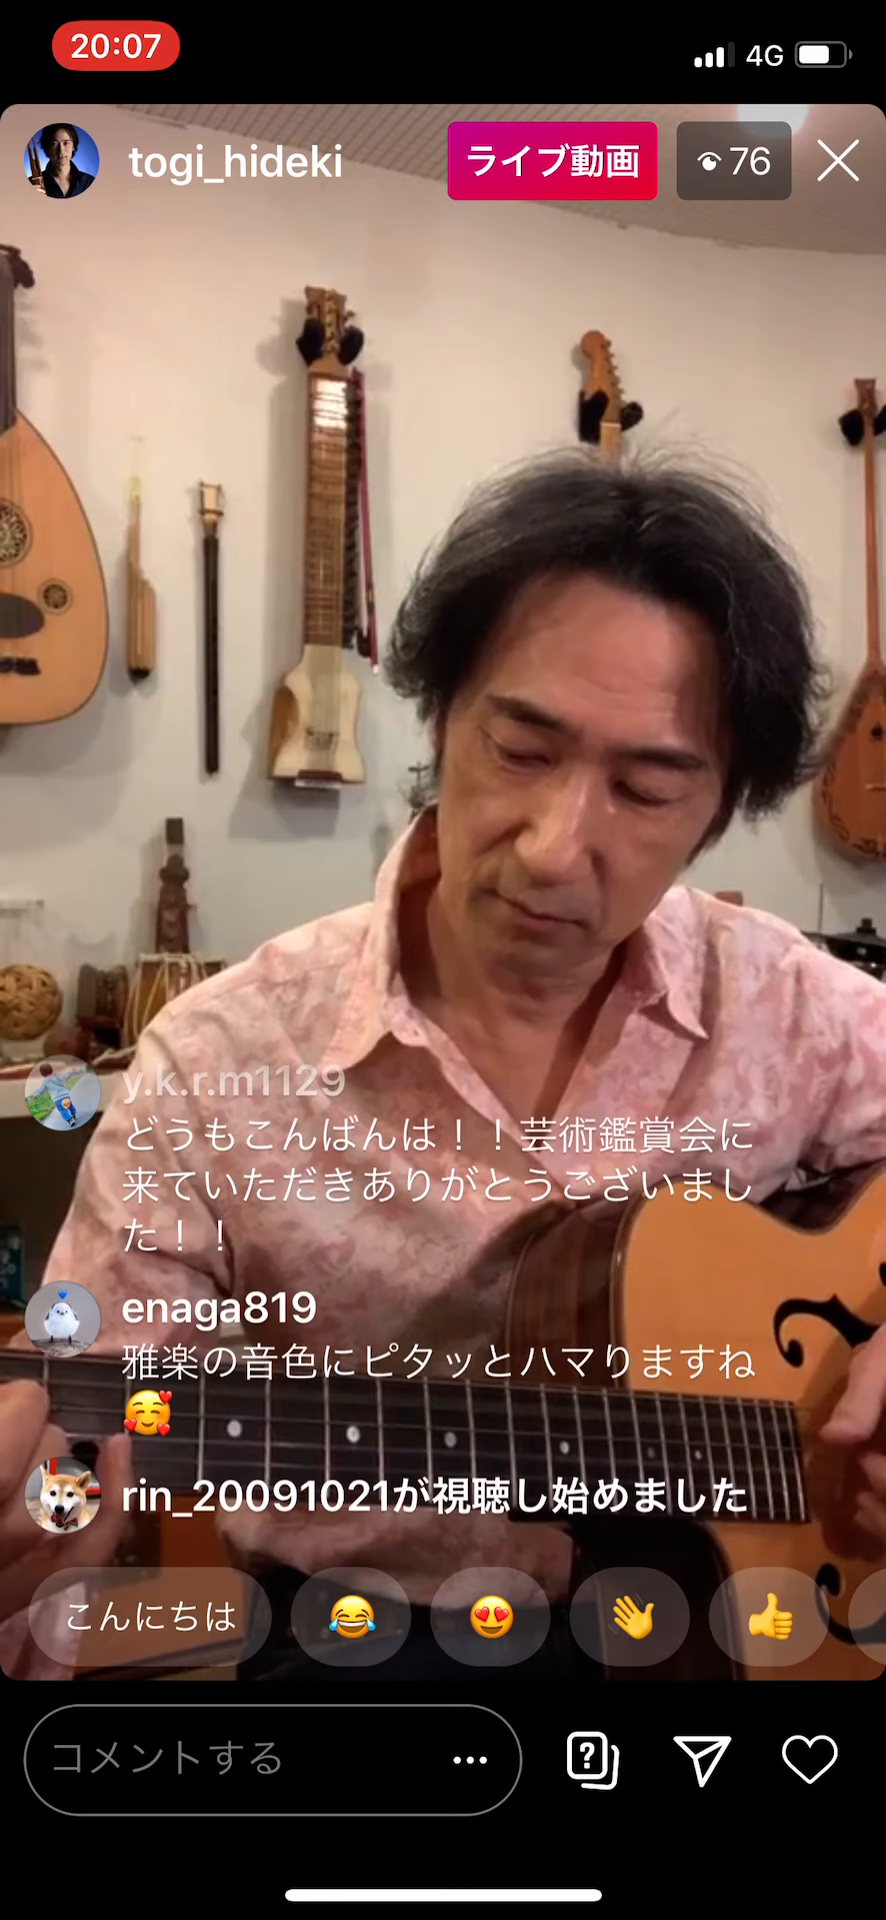 20:07
4G
togi_hideki
ライブ動画
76
y.k.r.m1129
どうもこんばんは！！芸術鑑賞会に
来ていただきありがとうございまし
た！！
enaga819
雅楽の音色にピタッとハマりますね
🥰
rin_20091021が視聴し始めました
こんにちは
😂
😍
👋
👍
コメントする
...